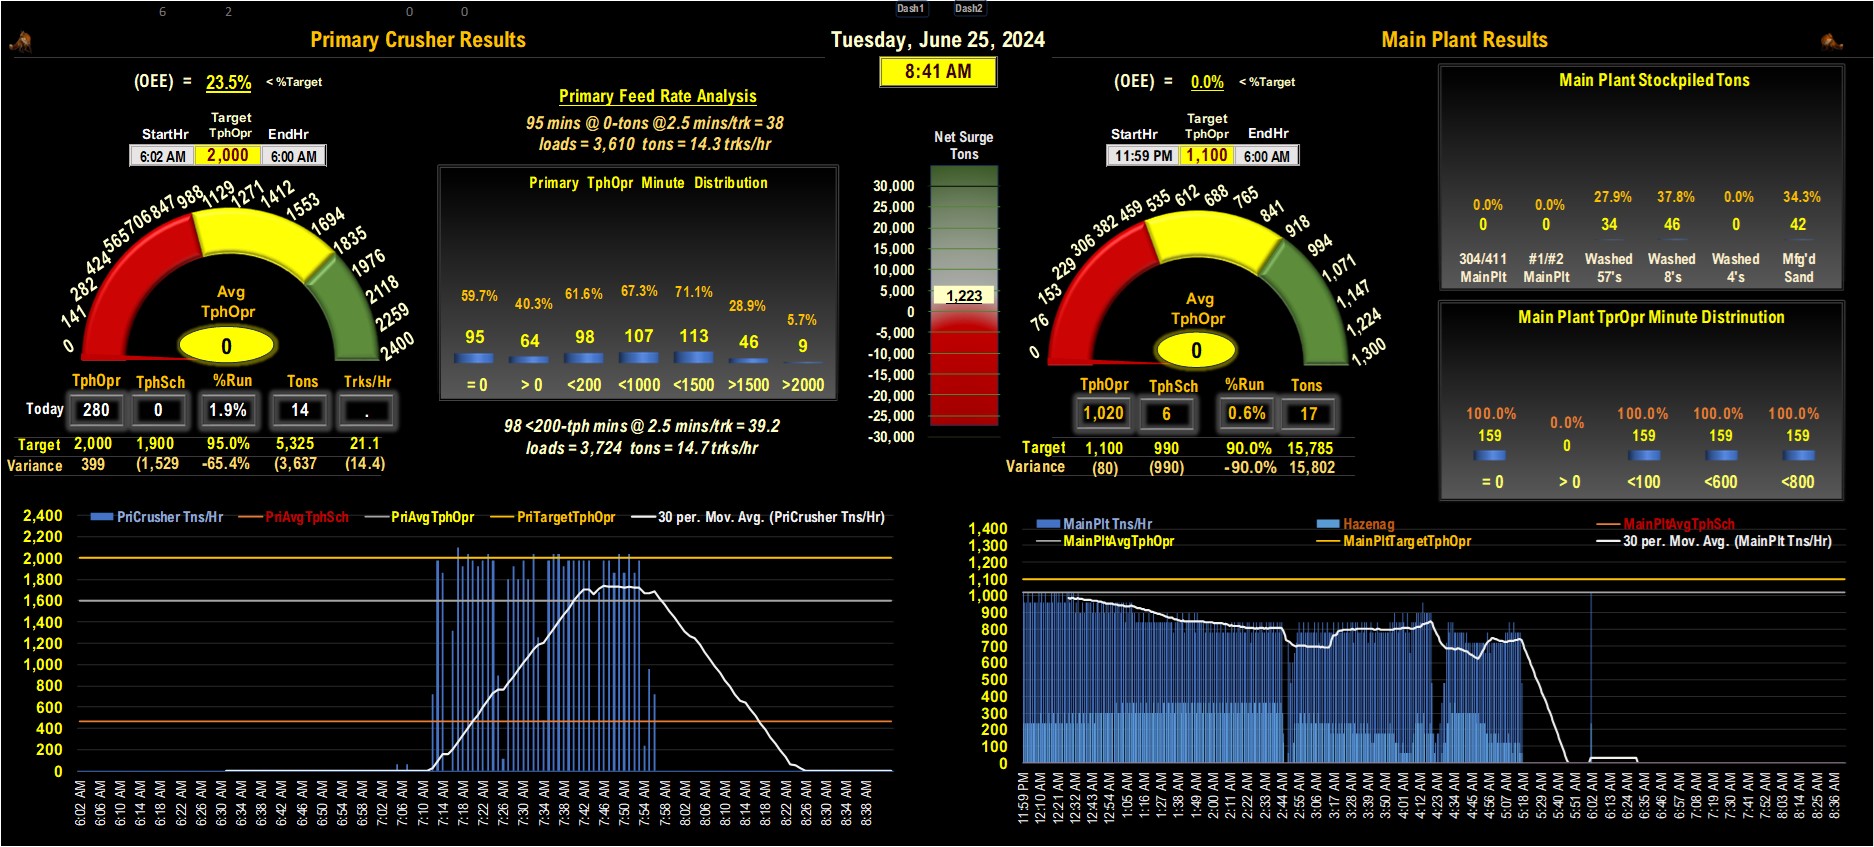 6 2 0 0 Dash1 Dash2
Primary Crusher Results
Tuesday, June 25, 2024
Main Plant Results
8:41 AM
(OEE) = 23.5% < %Target
Target
StartHr TphOpr EndHr
6:02 AM 2,000 6:00 AM
0 141 282 424 565 706 847 988 1129 1271 1412 1553 1694 1835 1976 2118 2259 2400
Avg
TphOpr
0
TphOpr TphSch %Run Tons Trks/Hr
Today 280 0 1.9% 14 .
Target 2,000 1,900 95.0% 5,325 21.1
Variance 399 (1,529 -65.4% (3,637 (14.4)
Primary Feed Rate Analysis
95 mins @ 0-tons @2.5 mins/trk = 38
loads = 3,610 tons = 14.3 trks/hr
Primary TphOpr Minute Distribution
59.7% 40.3% 61.6% 67.3% 71.1% 28.9% 5.7%
95 64 98 107 113 46 9
= 0 > 0 <200 <1000 <1500 >1500 >2000
98 <200-tph mins @ 2.5 mins/trk = 39.2
loads = 3,724 tons = 14.7 trks/hr
Net Surge
Tons
30,000
25,000
20,000
15,000
10,000
5,000
1,223
0
-5,000
-10,000
-15,000
-20,000
-25,000
-30,000
(OEE) = 0.0% < %Target
Target
StartHr TphOpr EndHr
11:59 PM 1,100 6:00 AM
0 76 153 229 306 382 459 535 612 688 765 841 918 994 1,071 1,147 1,224 1,300
Avg
TphOpr
0
TphOpr TphSch %Run Tons
1,020 6 0.6% 17
Target 1,100 990 90.0% 15,785
Variance (80) (990) -90.0% 15,802
Main Plant Stockpiled Tons
0.0% 0.0% 27.9% 37.8% 0.0% 34.3%
0 0 34 46 0 42
304/411 #1/#2 Washed Washed Washed Mfg'd
MainPlt MainPlt 57's 8's 4's Sand
Main Plant TprOpr Minute Distrinution
100.0% 0.0% 100.0% 100.0% 100.0%
159 0 159 159 159
= 0 > 0 <100 <600 <800
PriCrusher Tns/Hr PriAvgTphSch PriAvgTphOpr PriTargetTphOpr 30 per. Mov. Avg. (PriCrusher Tns/Hr)
2,400
2,200
2,000
1,800
1,600
1,400
1,200
1,000
800
600
400
200
0
6:02 AM 6:06 AM 6:10 AM 6:14 AM 6:18 AM 6:22 AM 6:26 AM 6:30 AM 6:34 AM 6:38 AM 6:42 AM 6:46 AM 6:50 AM 6:54 AM 6:58 AM 7:02 AM 7:06 AM 7:10 AM 7:14 AM 7:18 AM 7:22 AM 7:26 AM 7:30 AM 7:34 AM 7:38 AM 7:42 AM 7:46 AM 7:50 AM 7:54 AM 7:58 AM 8:02 AM 8:06 AM 8:10 AM 8:14 AM 8:18 AM 8:22 AM 8:26 AM 8:30 AM 8:34 AM 8:38 AM
MainPlt Tns/Hr Hazenag MainPltAvgTphSch
MainPltAvgTphOpr MainPltTargetTphOpr 30 per. Mov. Avg. (MainPlt Tns/Hr)
1,400
1,300
1,200
1,100
1,000
900
800
700
600
500
400
300
200
100
0
11:59 PM 12:10 AM 12:21 AM 12:32 AM 12:43 AM 12:54 AM 1:05 AM 1:16 AM 1:27 AM 1:38 AM 1:49 AM 2:00 AM 2:11 AM 2:22 AM 2:33 AM 2:44 AM 2:55 AM 3:06 AM 3:17 AM 3:28 AM 3:39 AM 3:50 AM 4:01 AM 4:12 AM 4:23 AM 4:34 AM 4:45 AM 4:56 AM 5:07 AM 5:18 AM 5:29 AM 5:40 AM 5:51 AM 6:02 AM 6:13 AM 6:24 AM 6:35 AM 6:46 AM 6:57 AM 7:08 AM 7:19 AM 7:30 AM 7:41 AM 7:52 AM 8:03 AM 8:14 AM 8:25 AM 8:36 AM